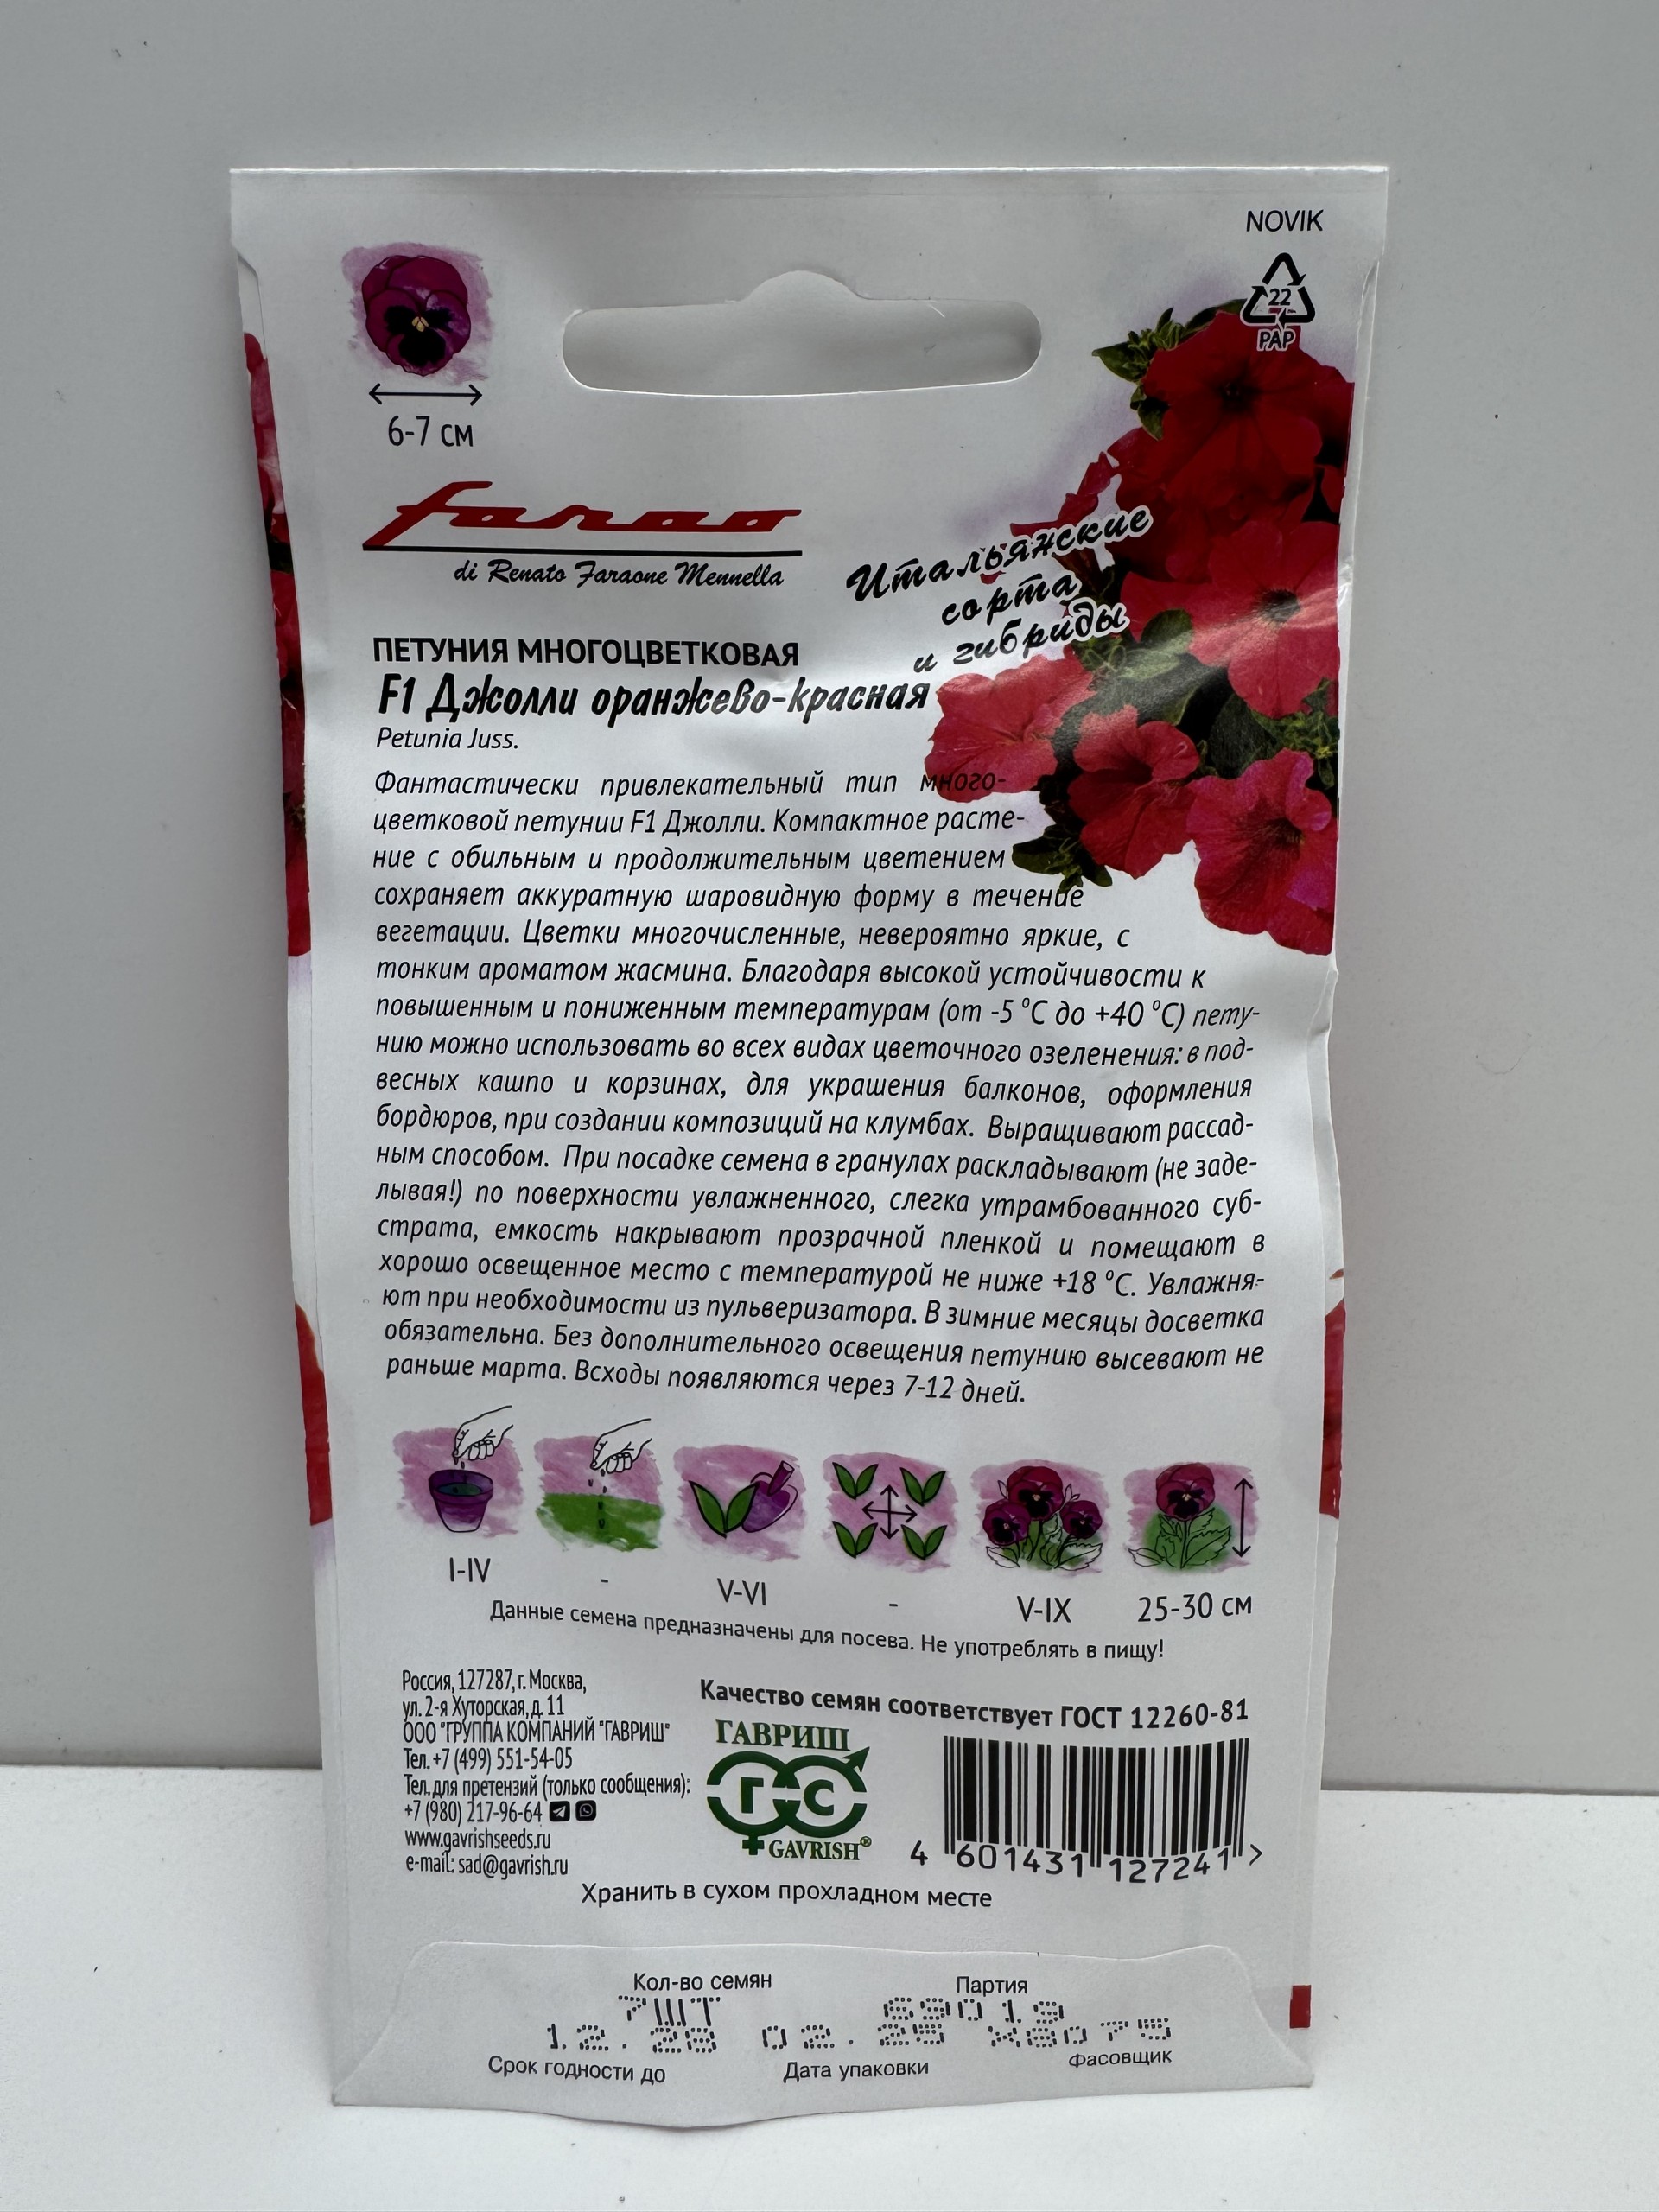 NOVIK
22
PAP
6-7 см
farao
di Renato Faraone Mennella
Итальянские
сорта
и гибриды
ПЕТУНИЯ МНОГОЦВЕТКОВАЯ
F1 Джолли оранжево-красная
Petunia Juss.
Фантастически привлекательный тип много-
цветковой петунии F1 Джолли. Компактное расте-
ние с обильным и продолжительным цветением
сохраняет аккуратную шаровидную форму в течение
вегетации. Цветки многочисленные, невероятно яркие, с
тонким ароматом жасмина. Благодаря высокой устойчивости к
повышенным и пониженным температурам (от -5 °C до +40 °C) пету-
нию можно использовать во всех видах цветочного озеленения: в под-
весных кашпо и корзинах, для украшения балконов, оформления
бордюров, при создании композиций на клумбах. Выращивают рассад-
ным способом. При посадке семена в гранулах раскладывают (не заде-
лывая!) по поверхности увлажненного, слегка утрамбованного суб-
страта, емкость накрывают прозрачной пленкой и помещают в
хорошо освещенное место с температурой не ниже +18 °C. Увлажня-
ют при необходимости из пульверизатора. В зимние месяцы досветка
обязательна. Без дополнительного освещения петунию высевают не
раньше марта. Всходы появляются через 7-12 дней.
I-IV - V-VI - V-IX 25-30 см
Данные семена предназначены для посева. Не употреблять в пищу!
Россия, 127287, г. Москва,
ул. 2-я Хуторская, д. 11
ООО "ГРУППА КОМПАНИЙ "ГАВРИШ"
Тел. +7 (499) 551-54-05
Тел. для претензий (только сообщения):
+7 (980) 217-96-64
www.gavrishseeds.ru
e-mail: sad@gavrish.ru
Качество семян соответствует ГОСТ 12260-81
ГАВРИШ
ГС
GAVRISH®
4 601431 127241 >
Хранить в сухом прохладном месте
Кол-во семян Партия
7ШТ 69019
12.28 02.25 X8075
Срок годности до Дата упаковки Фасовщик